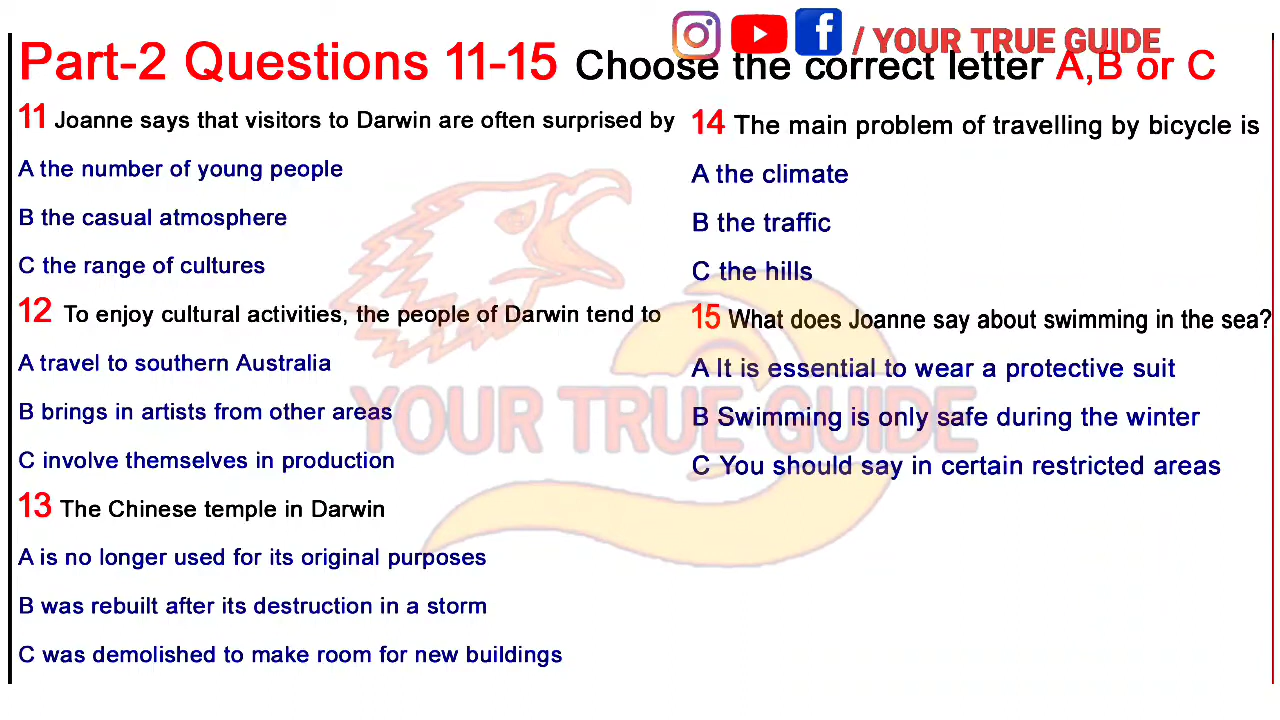 / YOUR TRUE GUIDE
Part-2 Questions 11-15 Choose the correct letter A,B or C
11 Joanne says that visitors to Darwin are often surprised by
A the number of young people
B the casual atmosphere
C the range of cultures
12 To enjoy cultural activities, the people of Darwin tend to
A travel to southern Australia
B brings in artists from other areas
C involve themselves in production
13 The Chinese temple in Darwin
A is no longer used for its original purposes
B was rebuilt after its destruction in a storm
C was demolished to make room for new buildings
14 The main problem of travelling by bicycle is
A the climate
B the traffic
C the hills
15 What does Joanne say about swimming in the sea?
A It is essential to wear a protective suit
B Swimming is only safe during the winter
C You should say in certain restricted areas
YOUR TRUE GUIDE